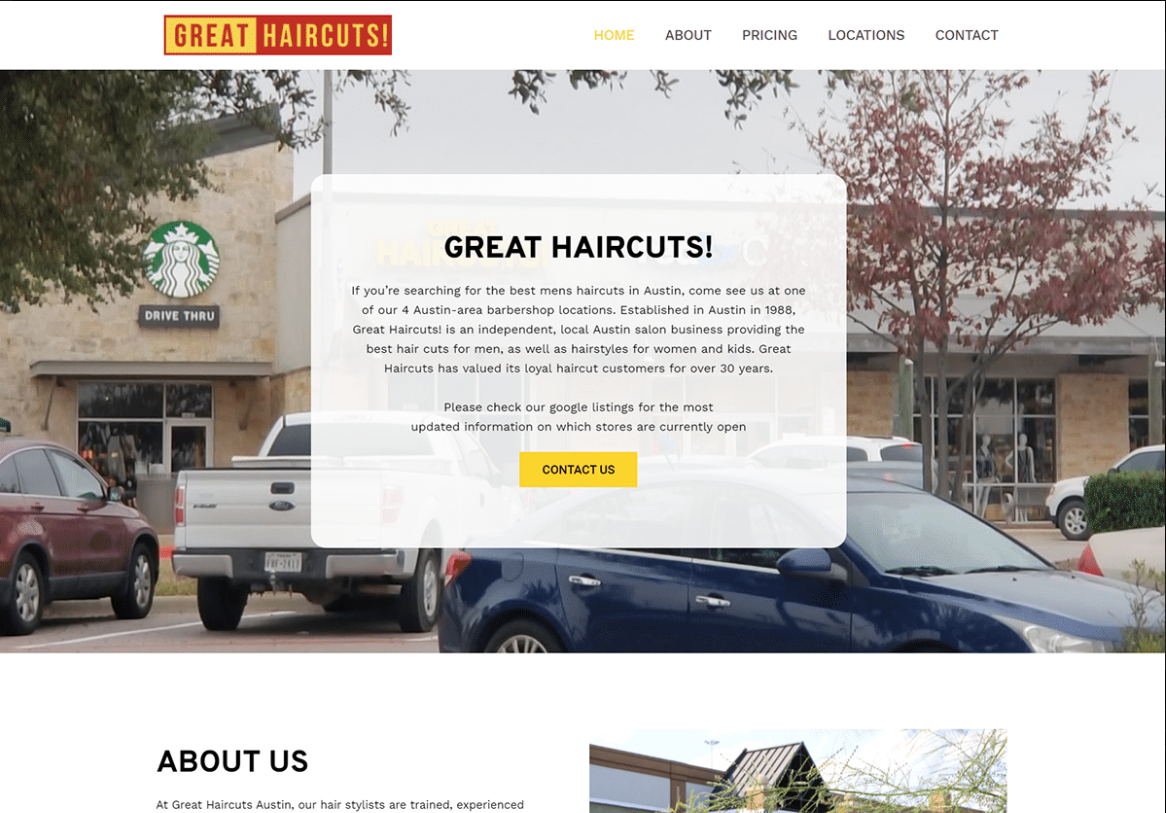 GREAT HAIRCUTS!
HOME ABOUT PRICING LOCATIONS CONTACT
DRIVE THRU
GREAT HAIRCUTS!
If you’re searching for the best mens haircuts in Austin, come see us at one
of our 4 Austin-area barbershop locations. Established in Austin in 1988,
Great Haircuts! is an independent, local Austin salon business providing the
best hair cuts for men, as well as hairstyles for women and kids. Great
Haircuts has valued its loyal haircut customers for over 30 years.
Please check our google listings for the most
updated information on which stores are currently open
CONTACT US
ABOUT US
At Great Haircuts Austin, our hair stylists are trained, experienced